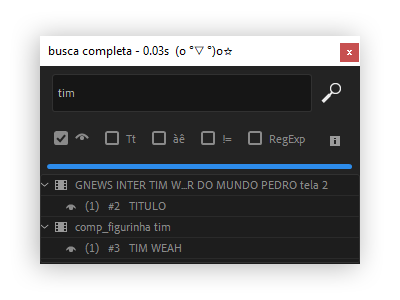 busca completa - 0.03s (o °▽ °)o☆
x
tim
Tt àê != RegExp i
GNEWS INTER TIM W...R DO MUNDO PEDRO tela 2
(1) #2 TITULO
comp_figurinha tim
(1) #3 TIM WEAH